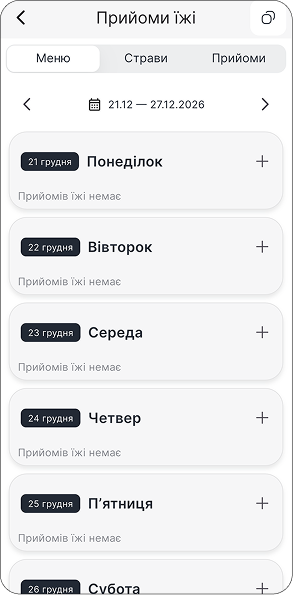 Прийоми їжі
Меню Страви Прийоми
21.12 — 27.12.2026
21 грудня Понеділок
Прийомів їжі немає
22 грудня Вівторок
Прийомів їжі немає
23 грудня Середа
Прийомів їжі немає
24 грудня Четвер
Прийомів їжі немає
25 грудня П’ятниця
Прийомів їжі немає
26 грудня Субота